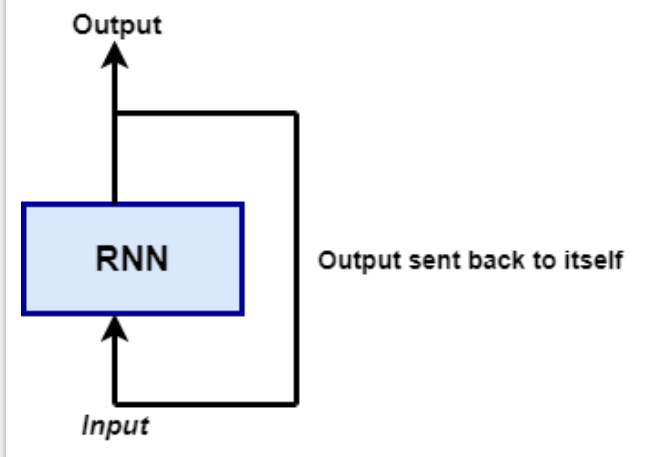 Output
RNN
Output sent back to itself
Input